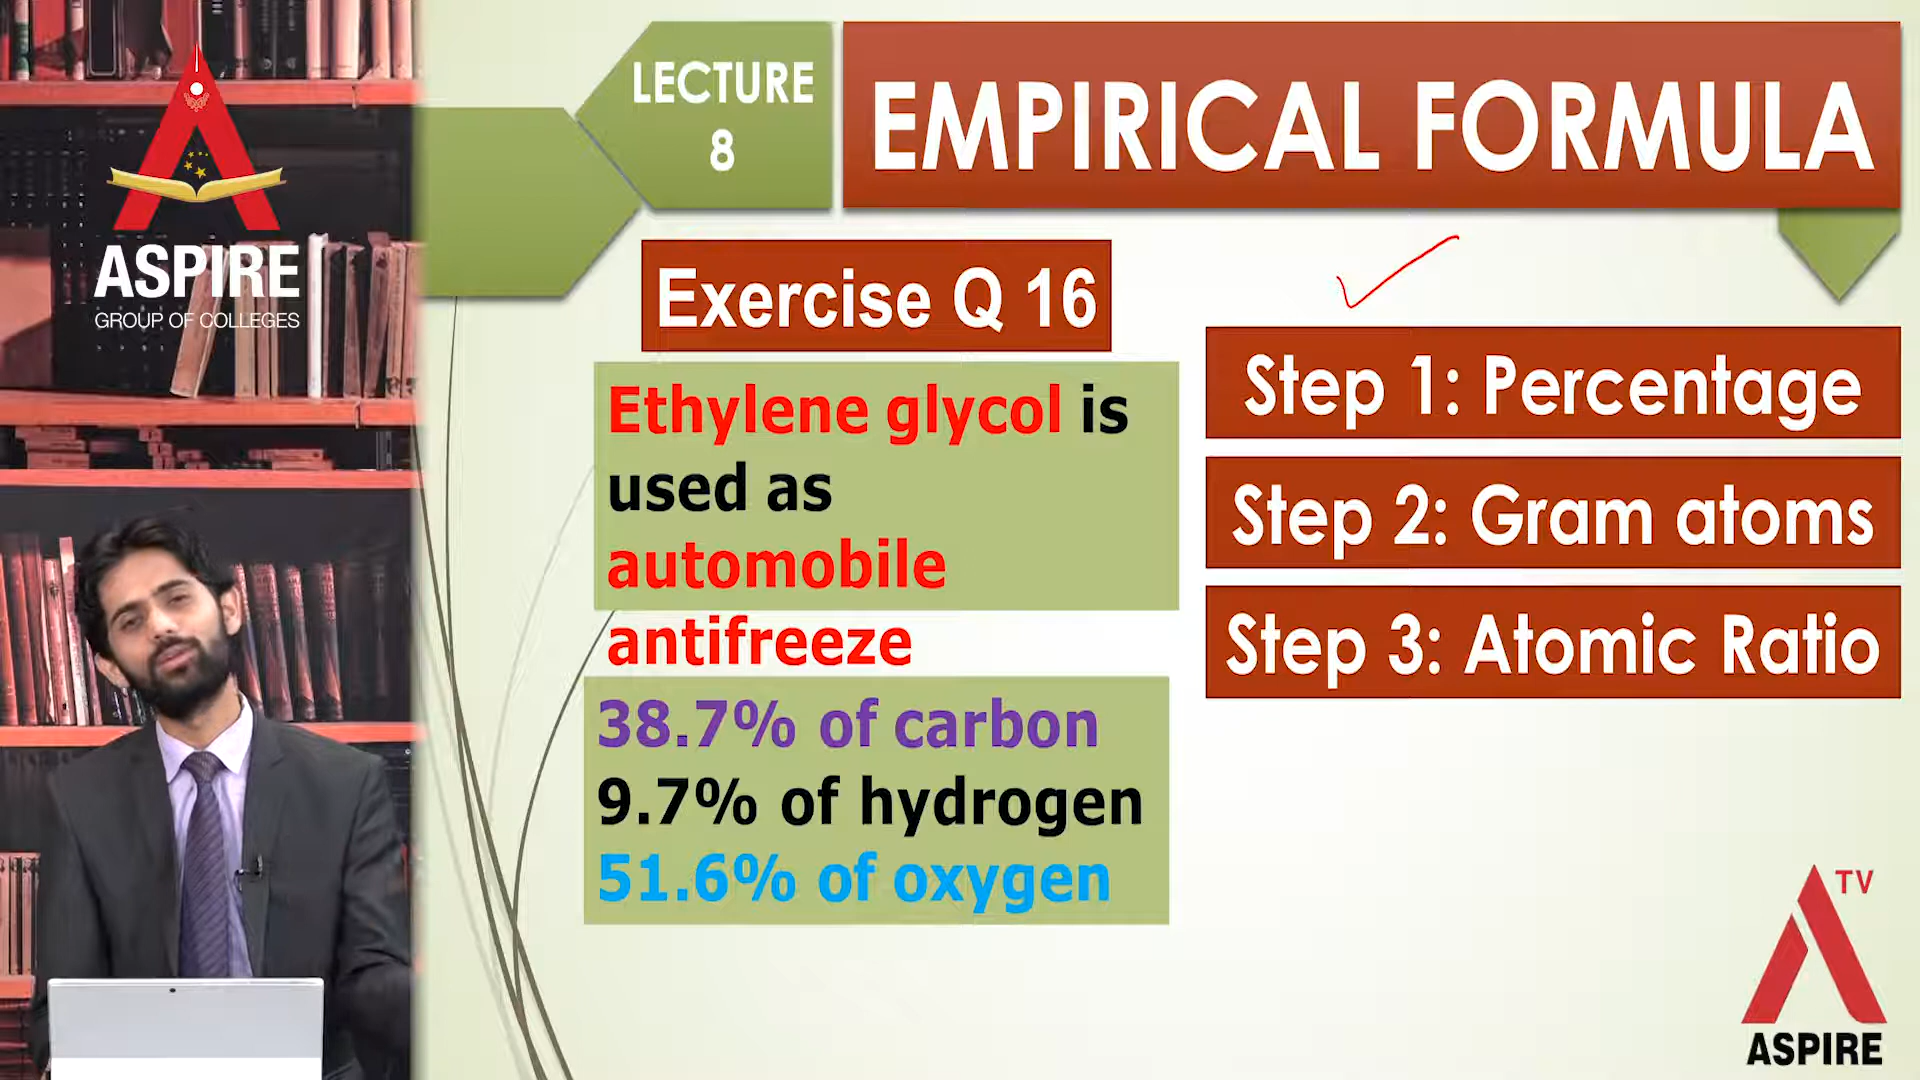 ASPIRE
GROUP OF COLLEGES
LECTURE
8
EMPIRICAL FORMULA
Exercise Q 16
Ethylene glycol is
used as
automobile
antifreeze
38.7% of carbon
9.7% of hydrogen
51.6% of oxygen
Step 1: Percentage
Step 2: Gram atoms
Step 3: Atomic Ratio
TV
ASPIRE